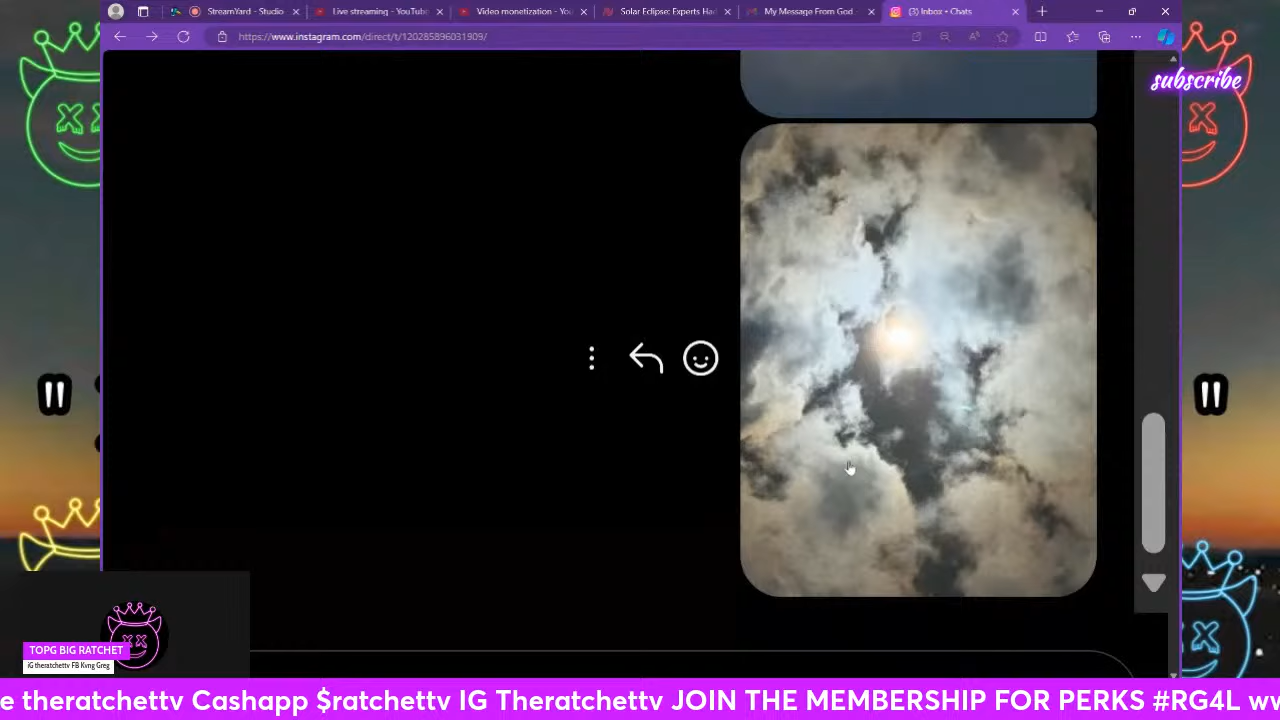 StreamYard - Studio
Live streaming - YouTub
Video monetization - You
Solar Eclipse: Experts Ha
My Message From God -
(3) Inbox • Chats
https://www.instagram.com/direct/t/120285896031909/
subscribe
TOPG BIG RATCHET
iG theratchettv FB Kvng Greg
e theratchettv Cashapp $ratchettv IG Theratchettv JOIN THE MEMBERSHIP FOR PERKS #RG4L wv